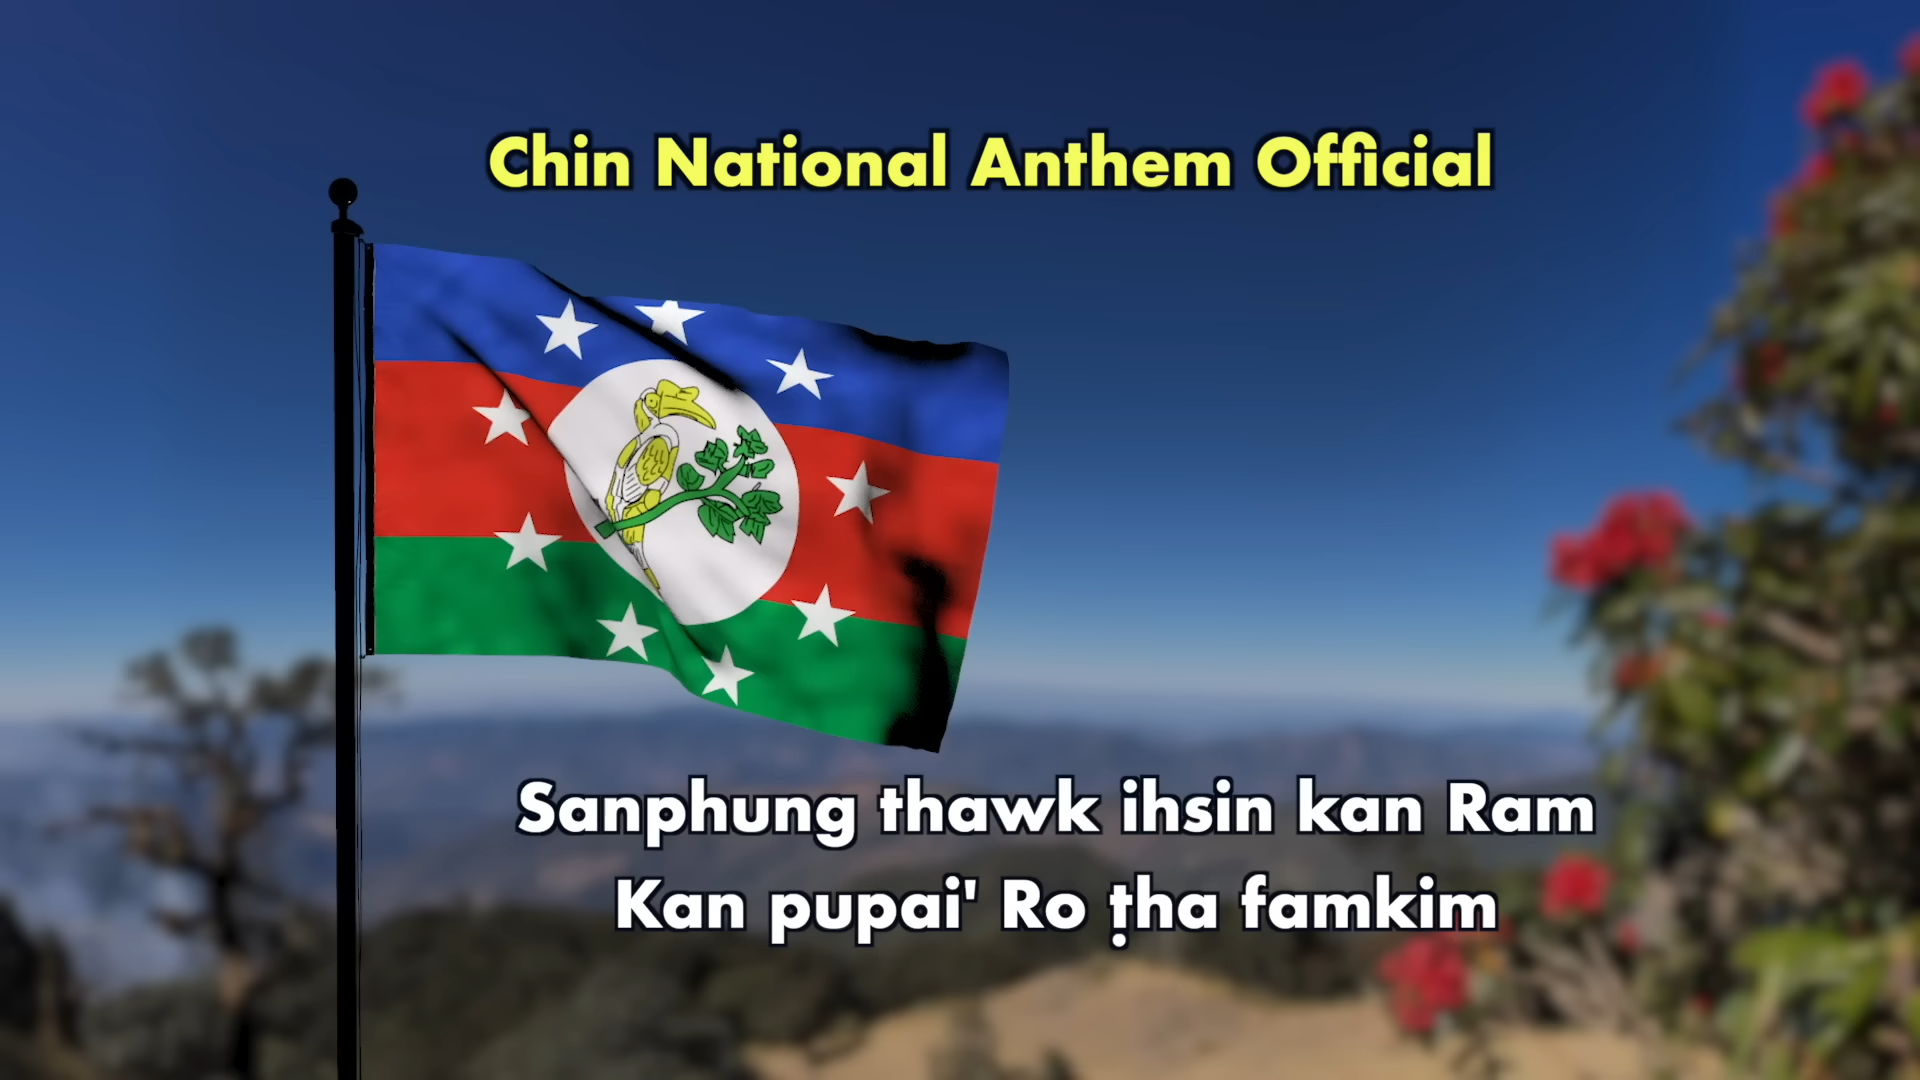 Chin National Anthem Official
Sanphung thawk ihsin kan Ram
Kan pupai' Ro ṭha famkim